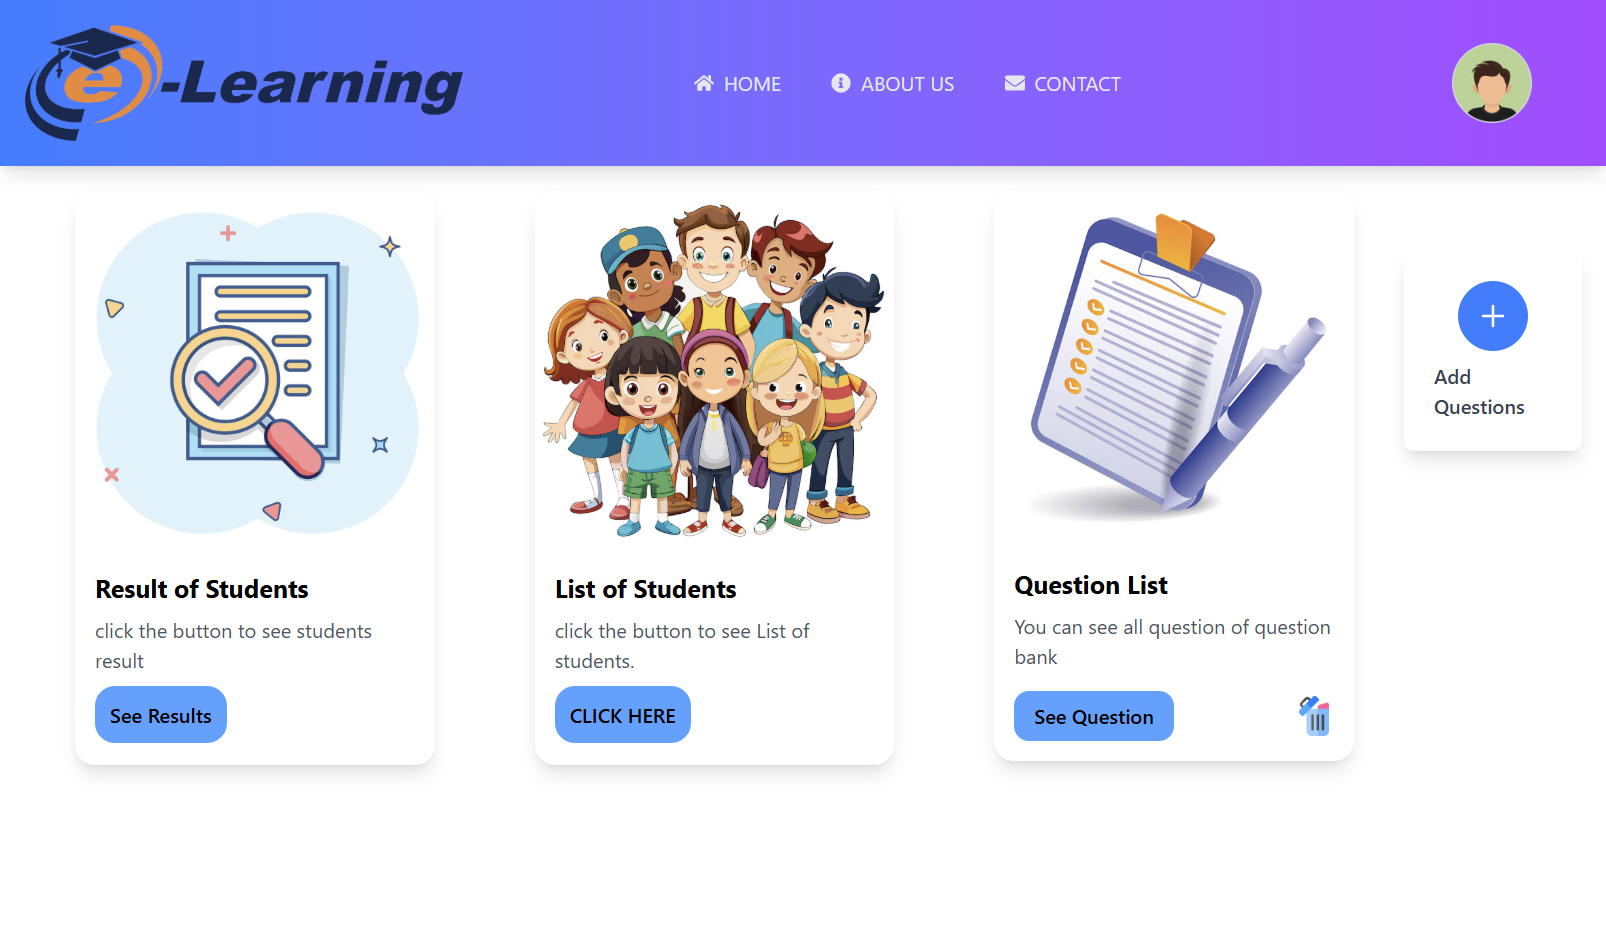 e-Learning
HOME
ABOUT US
CONTACT
Result of Students
click the button to see students
result
See Results
List of Students
click the button to see List of
students.
CLICK HERE
Question List
You can see all question of question
bank
See Question
Add
Questions